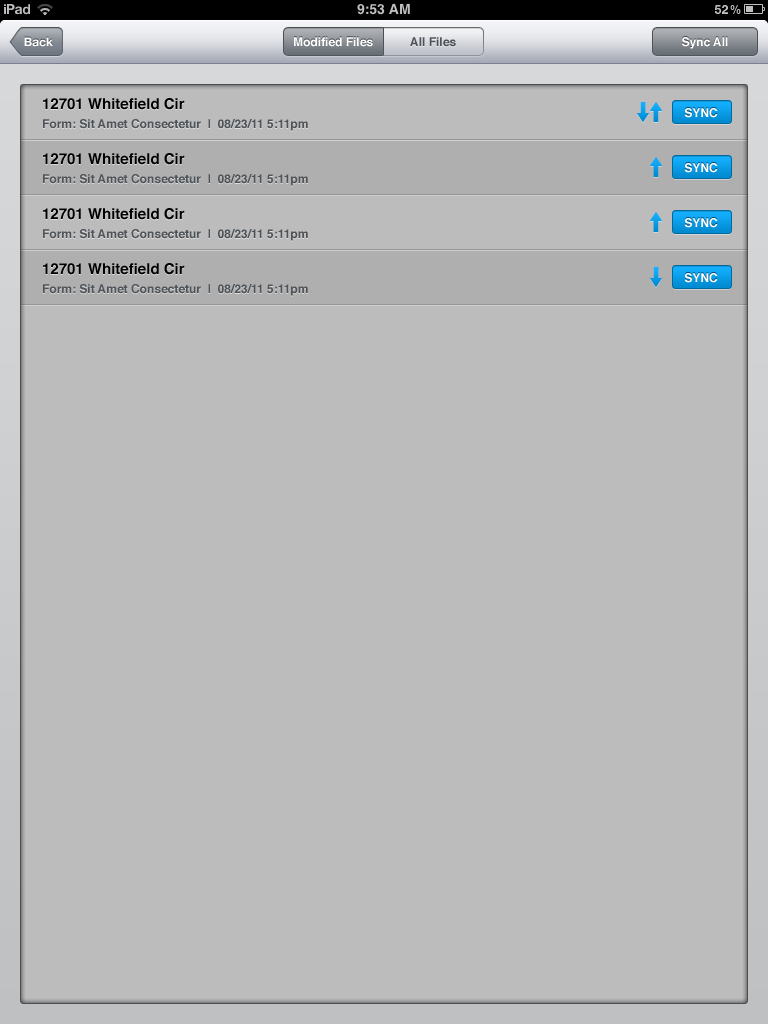 iPad 9:53 AM 52%
Back Modified Files All Files Sync All
12701 Whitefield Cir
Form: Sit Amet Consectetur | 08/23/11 5:11pm SYNC
12701 Whitefield Cir
Form: Sit Amet Consectetur | 08/23/11 5:11pm SYNC
12701 Whitefield Cir
Form: Sit Amet Consectetur | 08/23/11 5:11pm SYNC
12701 Whitefield Cir
Form: Sit Amet Consectetur | 08/23/11 5:11pm SYNC